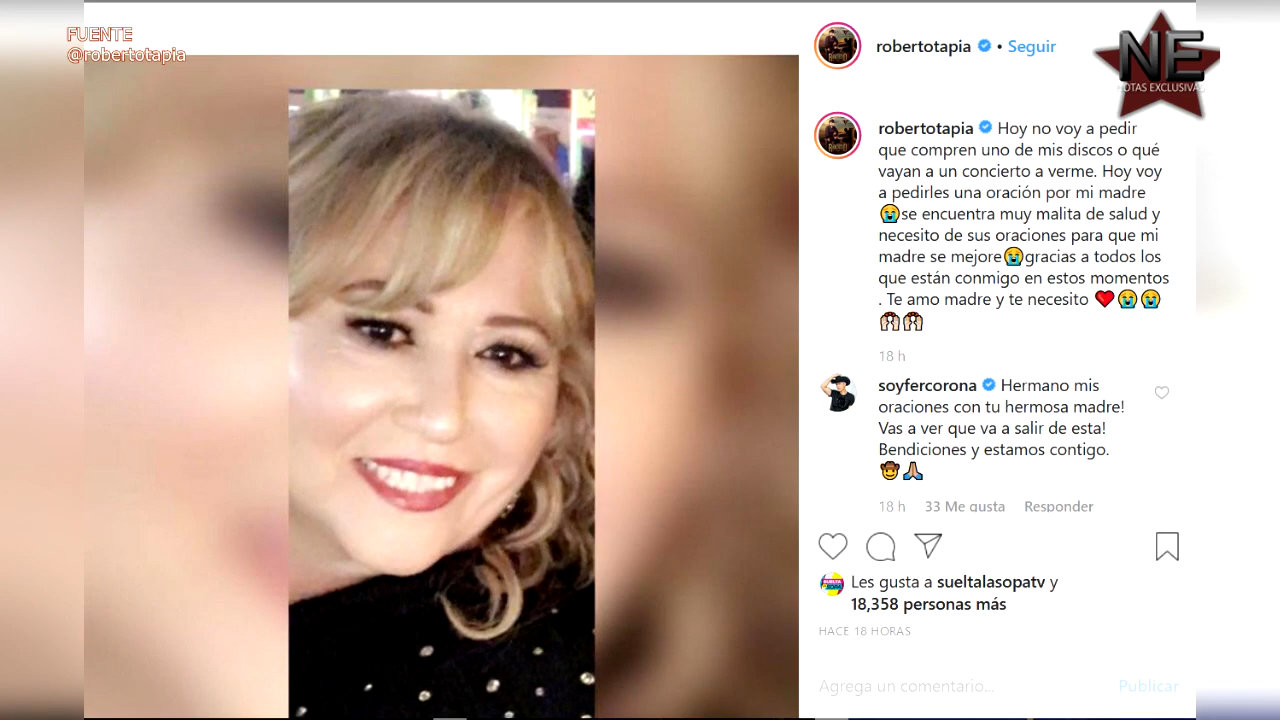 FUENTE
@robertotapia
robertotapia • Seguir
NE
NOTAS EXCLUSIVAS
robertotapia Hoy no voy a pedir
que compren uno de mis discos o qué
vayan a un concierto a verme. Hoy voy
a pedirles una oración por mi madre
😭se encuentra muy malita de salud y
necesito de sus oraciones para que mi
madre se mejore😭gracias a todos los
que están conmigo en estos momentos
. Te amo madre y te necesito ❤️😭😭
18 h
soyfercorona Hermano mis
oraciones con tu hermosa madre!
Vas a ver que va a salir de esta!
Bendiciones y estamos contigo.
🤠🙏🏼
18 h 33 Me gusta Responder
Les gusta a sueltalasopatv y
18,358 personas más
HACE 18 HORAS
Agrega un comentario... Publicar